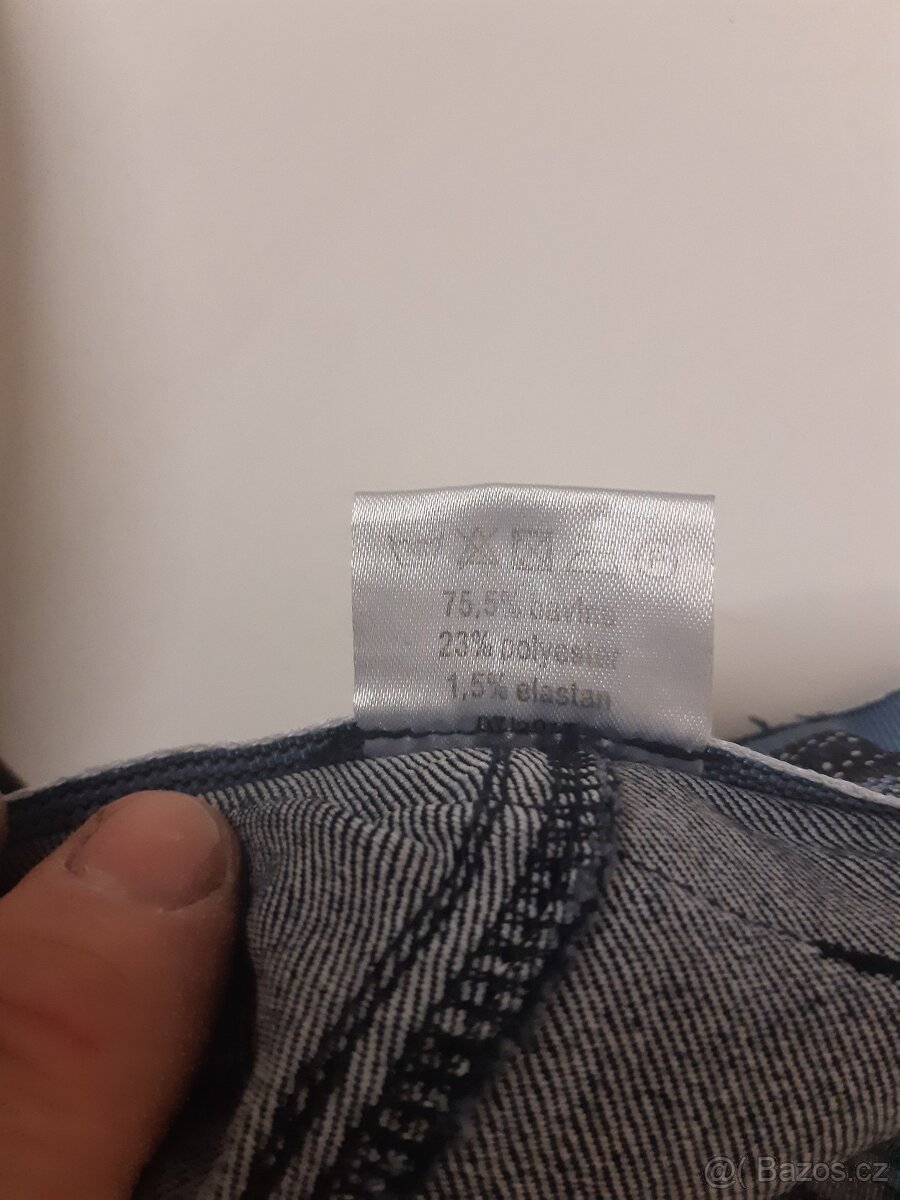 75,5% bavlna
23% polyester
1,5% elastan
@( Bazos.cz